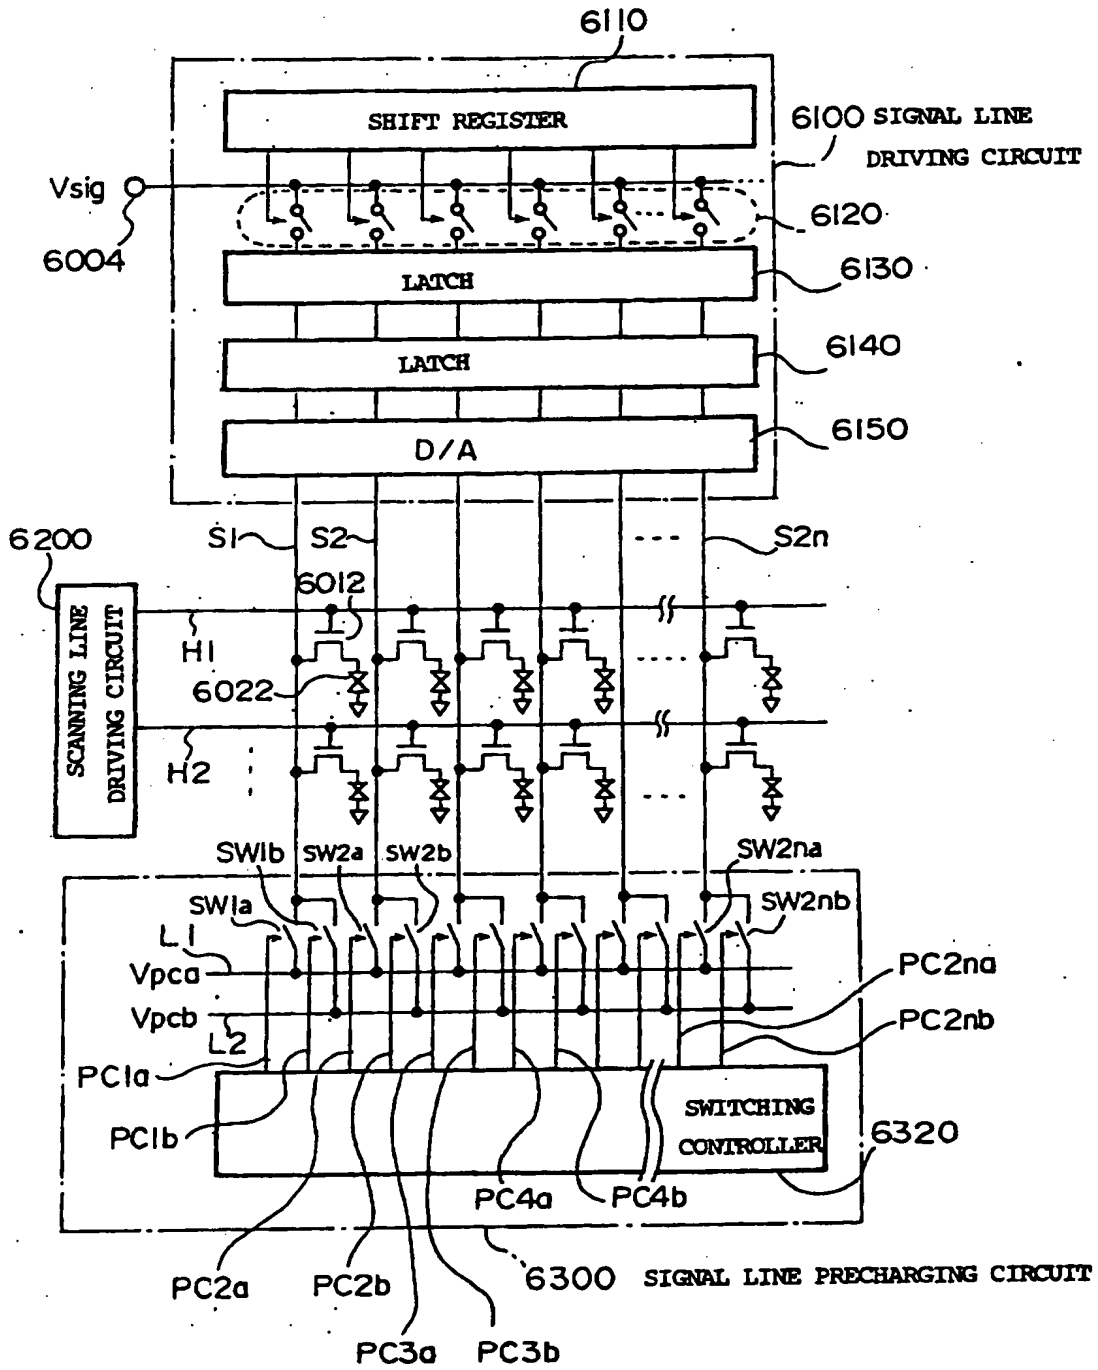 6110
SHIFT REGISTER
6100 SIGNAL LINE
DRIVING CIRCUIT
Vsig
6004
6120
LATCH
6130
LATCH
6140
D/A
6150
6200
S1
S2
S2n
SCANNING LINE
DRIVING CIRCUIT
6012
H1
6022
H2
SW1b
SW2a
SW2b
SW2na
SW1a
SW2nb
L1
Vpca
PC2na
Vpcb
L2
PC2nb
PC1a
PC1b
SWITCHING
CONTROLLER
6320
PC4a
PC4b
PC2a
PC2b
6300 SIGNAL LINE PRECHARGING CIRCUIT
PC3a
PC3b